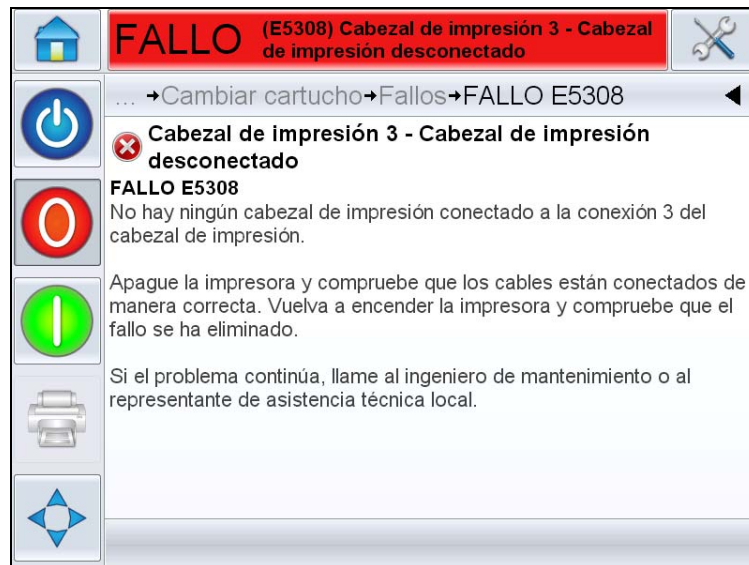 FALLO
(E5308) Cabezal de impresión 3 - Cabezal
de impresión desconectado
... →Cambiar cartucho→Fallos→FALLO E5308
Cabezal de impresión 3 - Cabezal de impresión
desconectado
FALLO E5308
No hay ningún cabezal de impresión conectado a la conexión 3 del
cabezal de impresión.
Apague la impresora y compruebe que los cables están conectados de
manera correcta. Vuelva a encender la impresora y compruebe que el
fallo se ha eliminado.
Si el problema continúa, llame al ingeniero de mantenimiento o al
representante de asistencia técnica local.